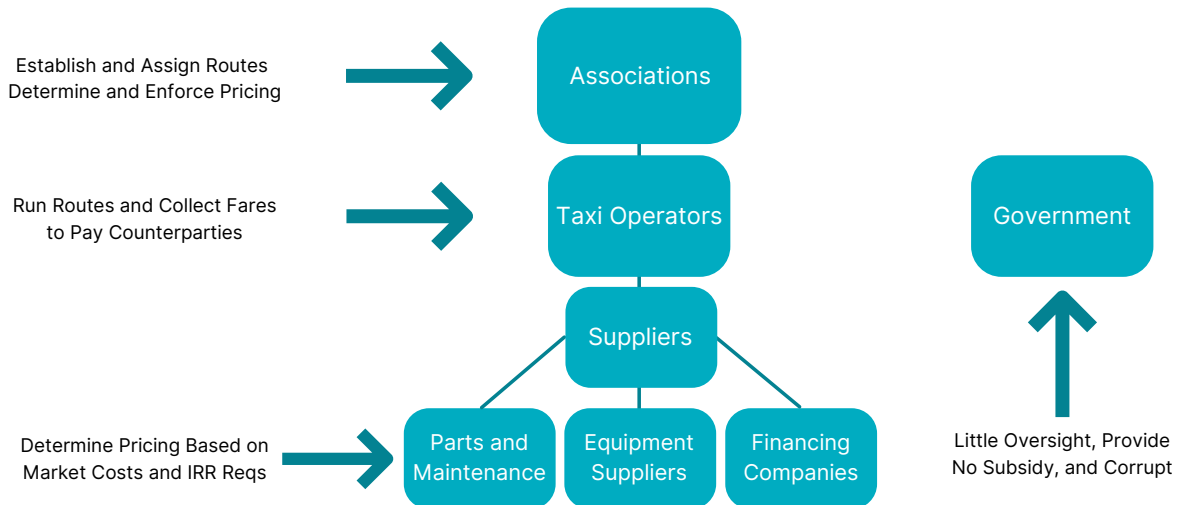 Establish and Assign Routes
Determine and Enforce Pricing
Associations
Run Routes and Collect Fares
to Pay Counterparties
Taxi Operators
Government
Suppliers
Determine Pricing Based on
Market Costs and IRR Reqs
Parts and
Maintenance
Equipment
Suppliers
Financing
Companies
Little Oversight, Provide
No Subsidy, and Corrupt